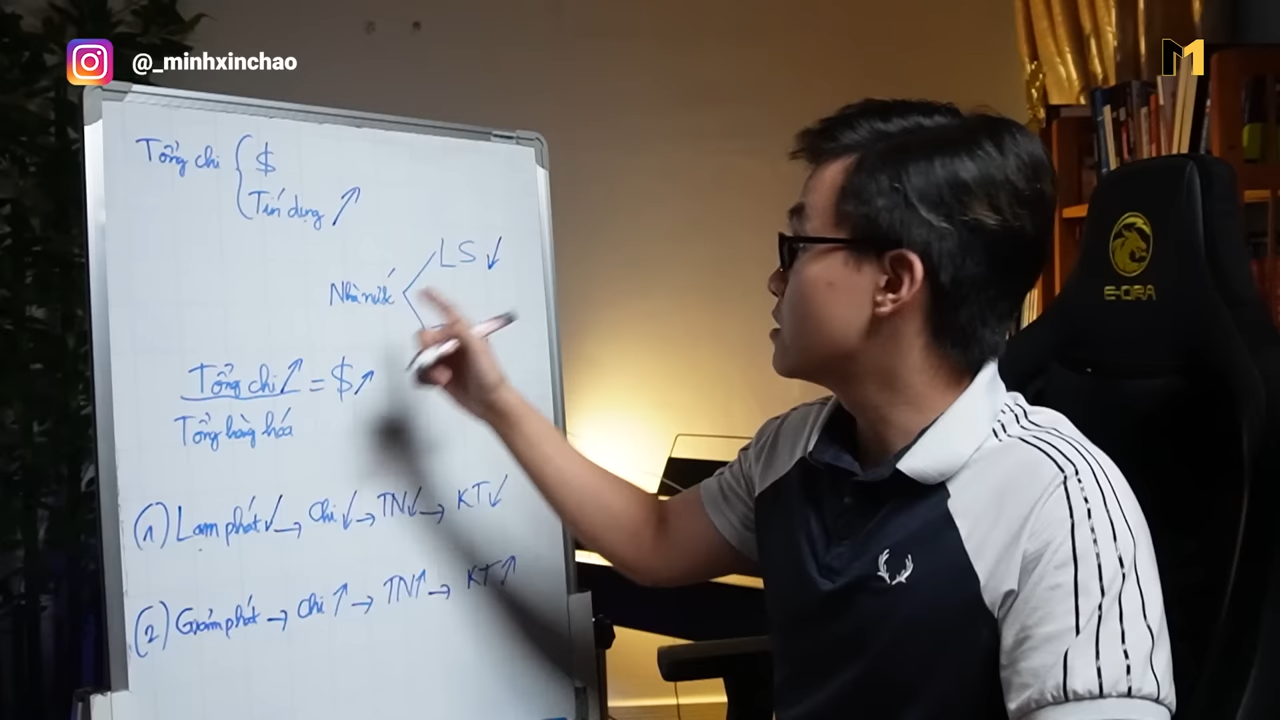 @_minhxinchao
M
Tổng chi { $
Tín dụng ↗
LS ↓
Nhà nước
E-DRA
Tổng chi ↑ = $ ↗
Tổng hàng hóa
(1) Lạm phát ↓ → Chi ↓ → TN ↓ → KT ↓
(2) Giảm phát → Chi ↑ → TN ↑ → KT ↗